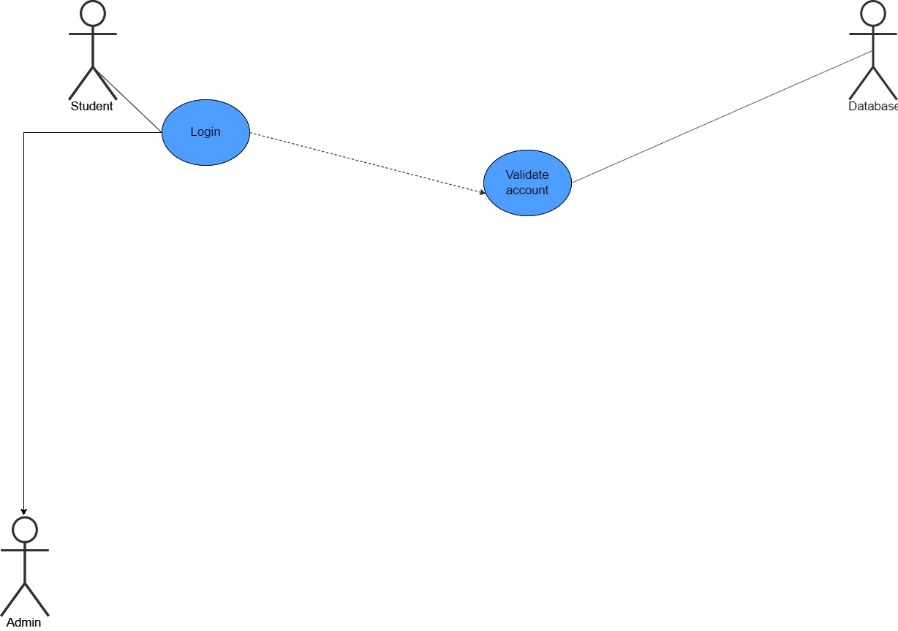 Student
Database
Login
Validate
account
Admin